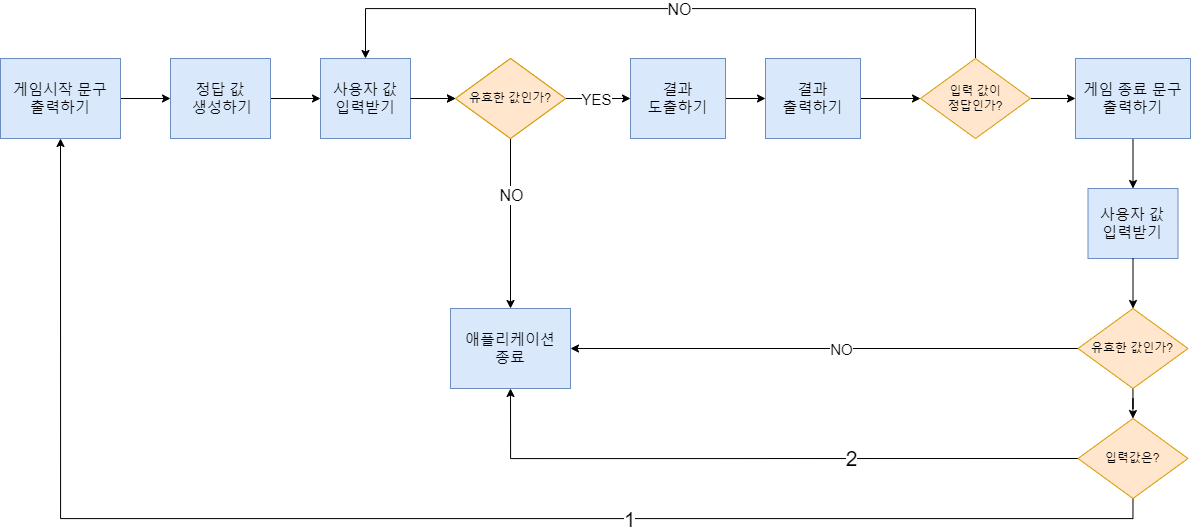 NO
게임시작 문구
출력하기
정답 값
생성하기
사용자 값
입력받기
유효한 값인가?
YES
결과
도출하기
결과
출력하기
입력 값이
정답인가?
게임 종료 문구
출력하기
NO
사용자 값
입력받기
애플리케이션
종료
NO
유효한 값인가?
2
입력값은?
1